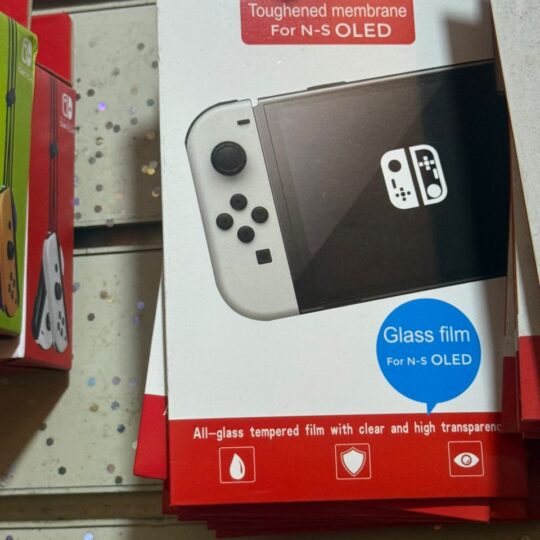 Toughened membrane
For N-S OLED
Glass film
For N-S OLED
All-glass tempered film with clear and high transparenc